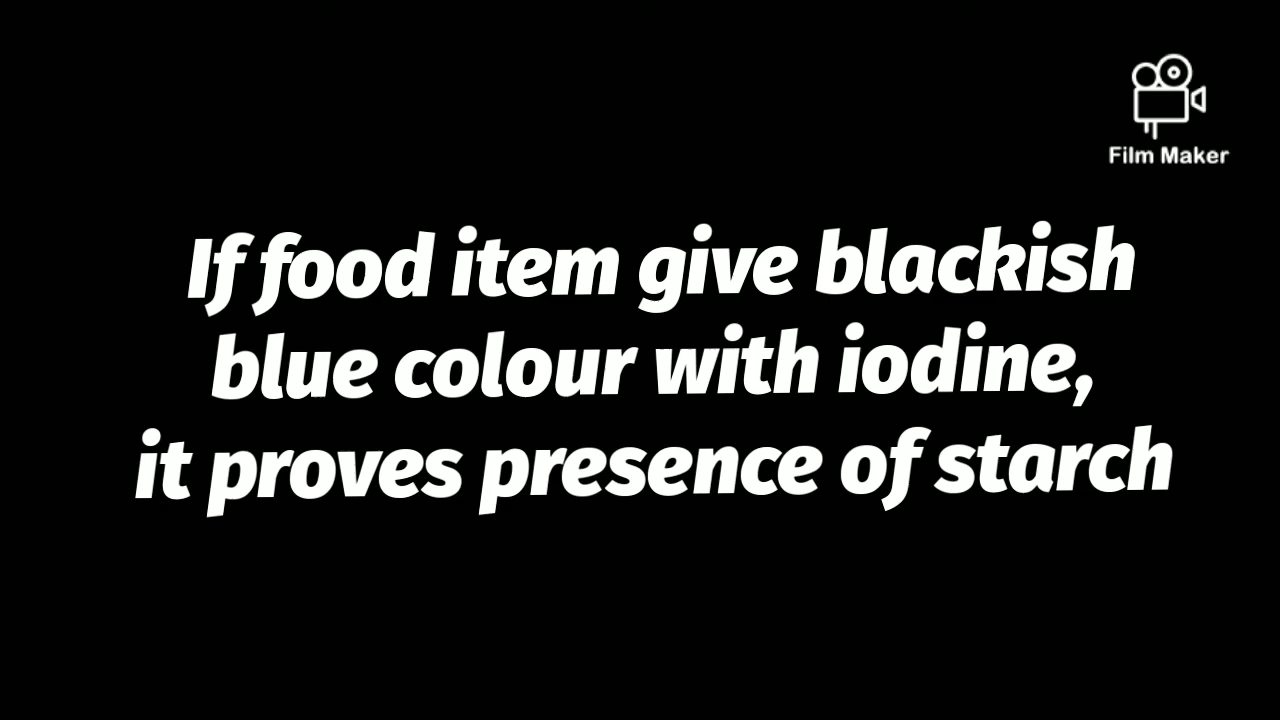 Film Maker
If food item give blackish
blue colour with iodine,
it proves presence of starch